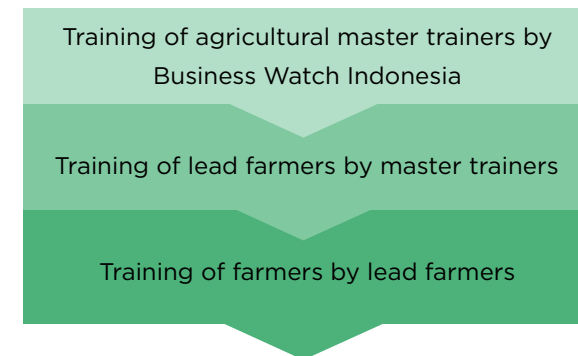 Training of agricultural master trainers by
Business Watch Indonesia
Training of lead farmers by master trainers
Training of farmers by lead farmers